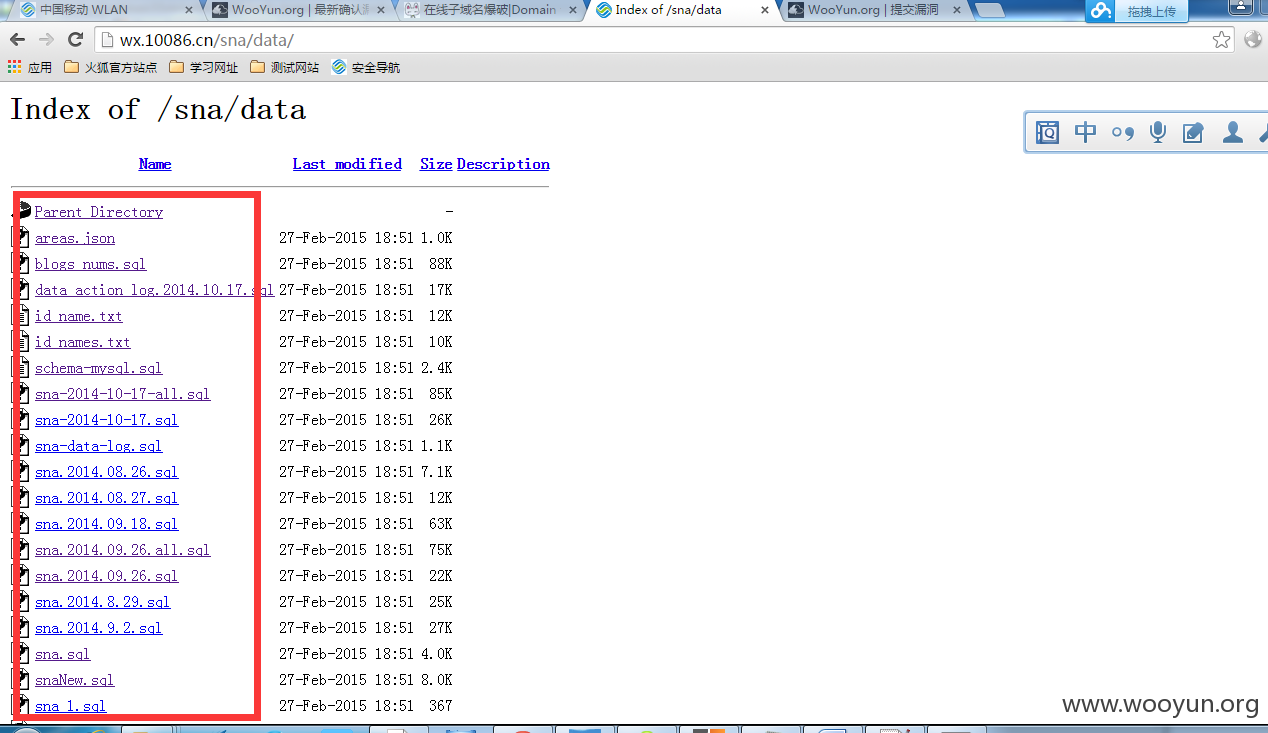 中国移动 WLAN
WooYun.org | 最新确认漏
在线子域名爆破|Domain
Index of /sna/data
WooYun.org | 提交漏洞
拖拽上传
wx.10086.cn/sna/data/
应用 火狐官方站点 学习网址 测试网站 安全导航
Index of /sna/data
中
Name Last modified Size Description
Parent Directory -
areas.json 27-Feb-2015 18:51 1.0K
blogs_nums.sql 27-Feb-2015 18:51 88K
data_action_log.2014.10.17.sql 27-Feb-2015 18:51 17K
id_name.txt 27-Feb-2015 18:51 12K
id_names.txt 27-Feb-2015 18:51 10K
schema-mysql.sql 27-Feb-2015 18:51 2.4K
sna-2014-10-17-all.sql 27-Feb-2015 18:51 85K
sna-2014-10-17.sql 27-Feb-2015 18:51 26K
sna-data-log.sql 27-Feb-2015 18:51 1.1K
sna.2014.08.26.sql 27-Feb-2015 18:51 7.1K
sna.2014.08.27.sql 27-Feb-2015 18:51 12K
sna.2014.09.18.sql 27-Feb-2015 18:51 63K
sna.2014.09.26.all.sql 27-Feb-2015 18:51 75K
sna.2014.09.26.sql 27-Feb-2015 18:51 22K
sna.2014.8.29.sql 27-Feb-2015 18:51 25K
sna.2014.9.2.sql 27-Feb-2015 18:51 27K
sna.sql 27-Feb-2015 18:51 4.0K
snaNew.sql 27-Feb-2015 18:51 8.0K
sna_1.sql 27-Feb-2015 18:51 367
www.wooyun.org